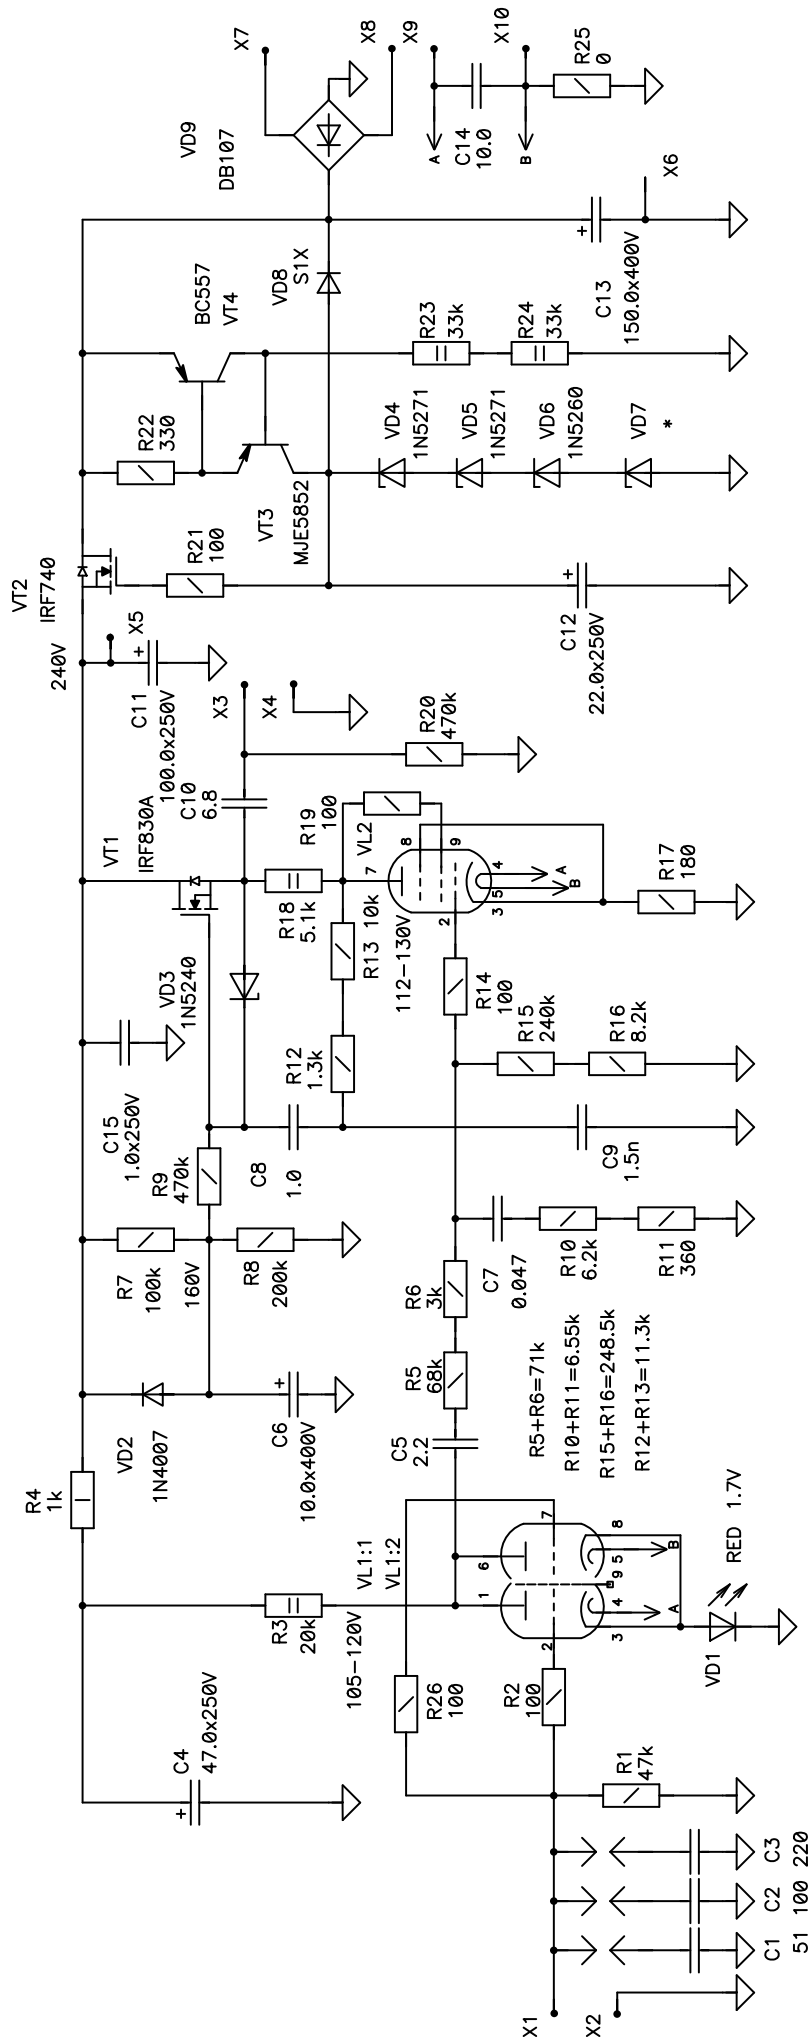 X1
X2
C1
51
C2
100
C3
220
R1
47k
R2
100
R26
100
C4
47.0x250V
R3
20k
105-120V
VL1:1
VL1:2
1
6
2
7
3
4
9
5
8
A
B
VD1
RED 1.7V
R4
1k
C5
2.2
R5
68k
R6
3k
VD2
1N4007
C6
10.0x400V
R7
100k
160V
R8
200k
R9
470k
C7
0.047
R10
6.2k
R11
360
R5+R6=71k
R10+R11=6.55k
R15+R16=248.5k
R12+R13=11.3k
C15
1.0x250V
C8
1.0
C9
1.5n
VD3
1N5240
VT1
IRF830A
R12
1.3k
R13 10k
112-130V
R14
100
R15
240k
R16
8.2k
R18
5.1k
R19
100
VL2
7
8
9
2
3
5
4
A
B
R17
180
C10
6.8
X3
X4
R20
470k
C11
100.0x250V
X5
240V
VT2
IRF740
R21
100
C12
22.0x250V
R22
330
VT3
MJE5852
BC557
VT4
VD4
1N5271
VD5
1N5271
VD6
1N5260
VD7
*
R23
33k
R24
33k
VD8
S1X
C13
150.0x400V
X6
VD9
DB107
X7
X8
X9
X10
A
C14
10.0
B
R25
0